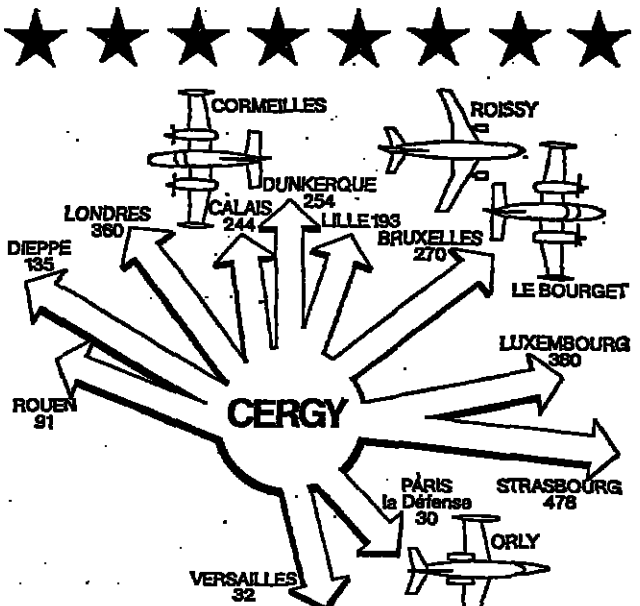 CORMEILLES
ROISSY
DUNKERQUE
254
CALAIS
244
LILLE 193
LONDRES
360
BRUXELLES
270
DIEPPE
135
LE BOURGET
LUXEMBOURG
360
ROUEN
91
CERGY
PARIS
la Défense
30
STRASBOURG
476
ORLY
VERSAILLES
32